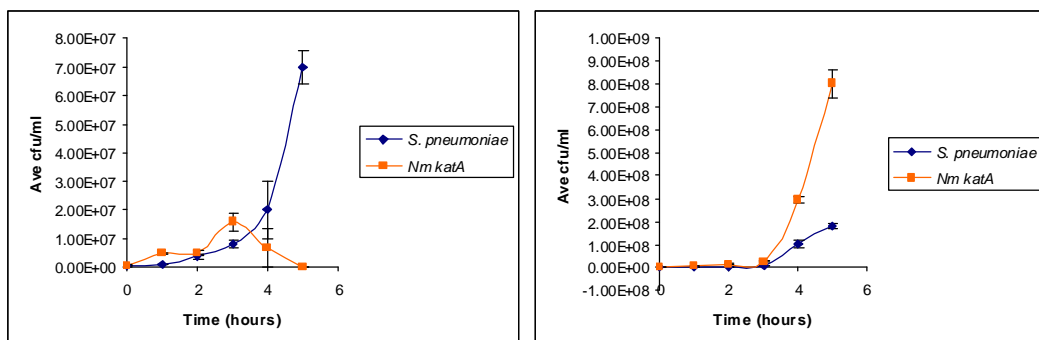 8.00E+07
7.00E+07
6.00E+07
5.00E+07
4.00E+07
3.00E+07
2.00E+07
1.00E+07
0.00E+00
Ave cfu/ml
0 2 4 6
Time (hours)
S. pneumoniae
Nm katA
1.00E+09
9.00E+08
8.00E+08
7.00E+08
6.00E+08
5.00E+08
4.00E+08
3.00E+08
2.00E+08
1.00E+08
0.00E+00
-1.00E+08
Ave cfu/ml
0 2 4 6
Time (hours)
S. pneumoniae
Nm katA